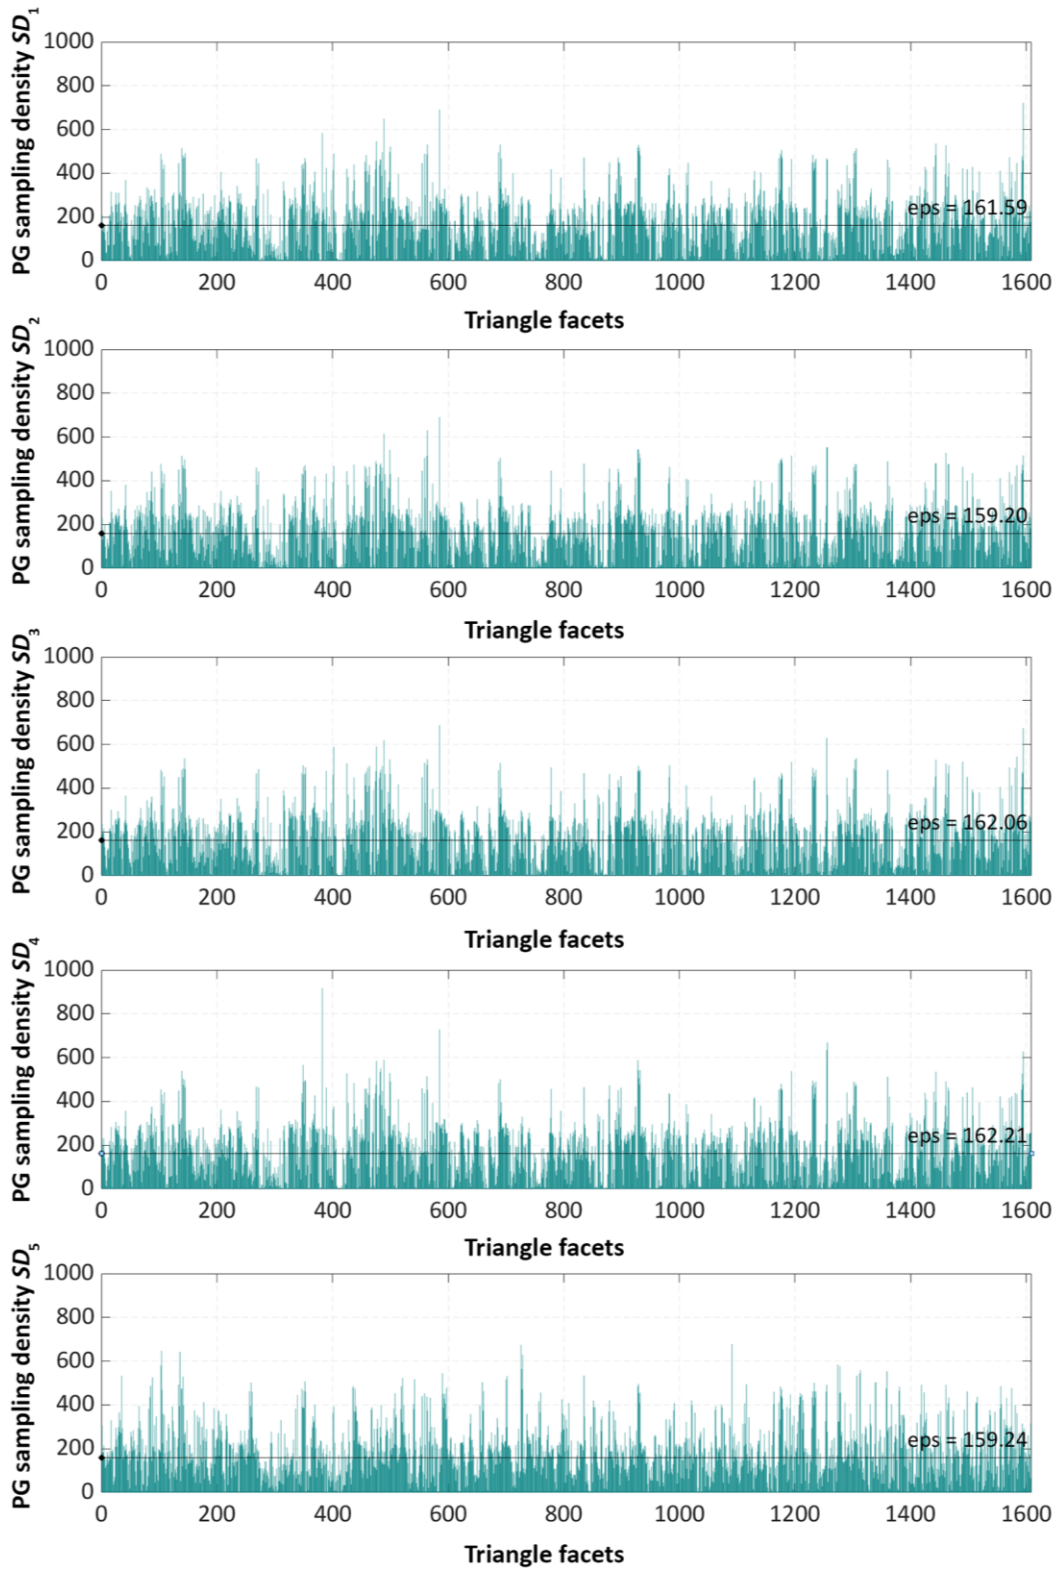 PG sampling density SD₁
1000
800
600
400
200
0
eps = 161.59
0 200 400 600 800 1000 1200 1400 1600
Triangle facets
PG sampling density SD₂
1000
800
600
400
200
0
eps = 159.20
0 200 400 600 800 1000 1200 1400 1600
Triangle facets
PG sampling density SD₃
1000
800
600
400
200
0
eps = 162.06
0 200 400 600 800 1000 1200 1400 1600
Triangle facets
PG sampling density SD₄
1000
800
600
400
200
0
eps = 162.21
0 200 400 600 800 1000 1200 1400 1600
Triangle facets
PG sampling density SD₅
1000
800
600
400
200
0
eps = 159.24
0 200 400 600 800 1000 1200 1400 1600
Triangle facets